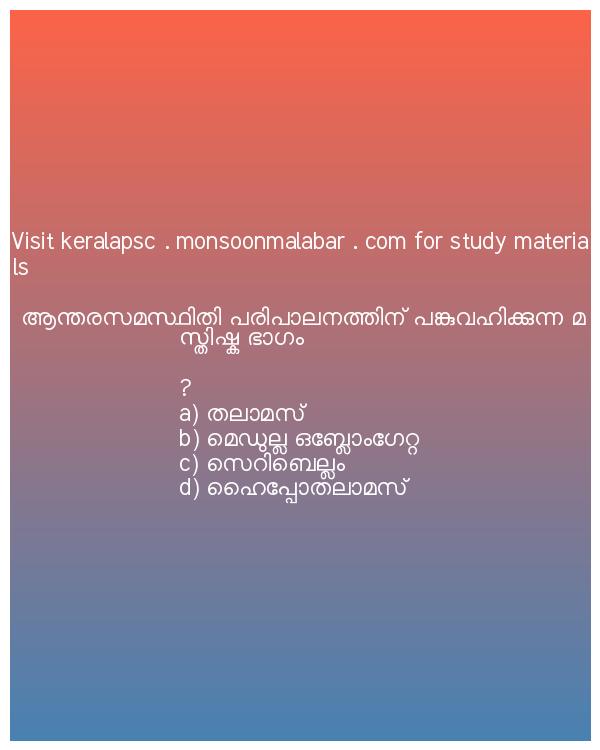 Visit keralapsc . monsoonmalabar . com for study materia
ls
ആന്തരസമസ്ഥിതി പരിപാലനത്തിന് പങ്കുവഹിക്കുന്ന മ
സ്തിഷ്ക ഭാഗം
?
a) തലാമസ്
b) മെഡുല്ല ഒബ്ലോംഗേറ്റ
c) സെറിബെല്ലം
d) ഹൈപ്പോതലാമസ്